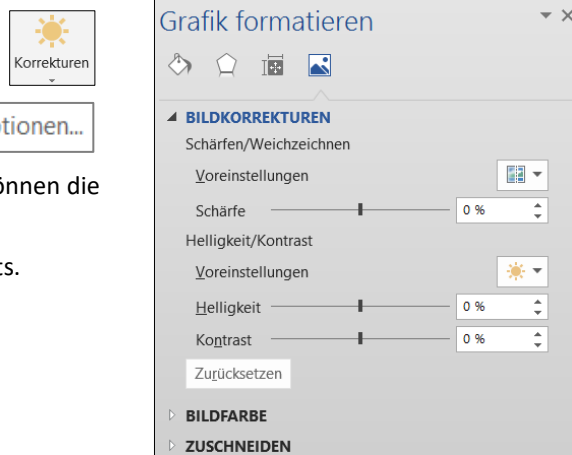 Korrekturen
tionen...
önnen die
ts.
Grafik formatieren
BILDKORREKTUREN
Schärfen/Weichzeichnen
Voreinstellungen
Schärfe 0 %
Helligkeit/Kontrast
Voreinstellungen
Helligkeit 0 %
Kontrast 0 %
Zurücksetzen
BILDFARBE
ZUSCHNEIDEN